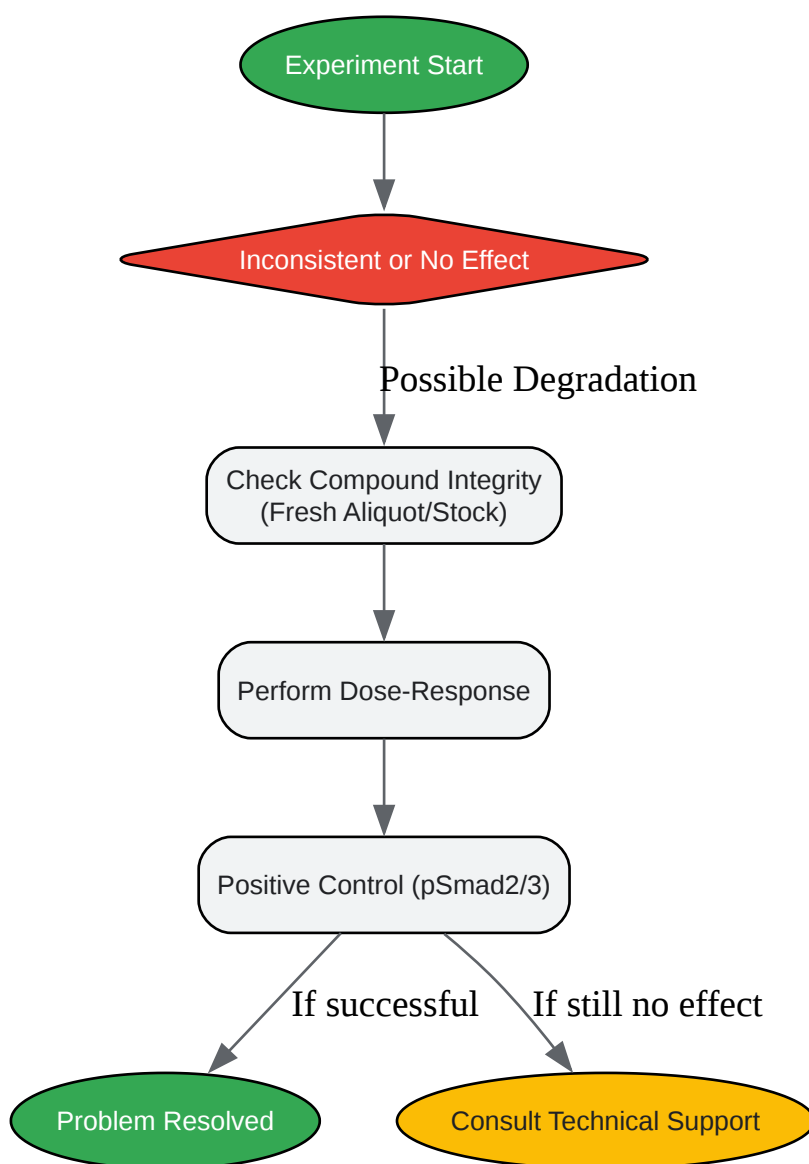 Experiment Start
Inconsistent or No Effect
Possible Degradation
Check Compound Integrity
(Fresh Aliquot/Stock)
Perform Dose-Response
Positive Control (pSmad2/3)
If successful
If still no effect
Problem Resolved
Consult Technical Support